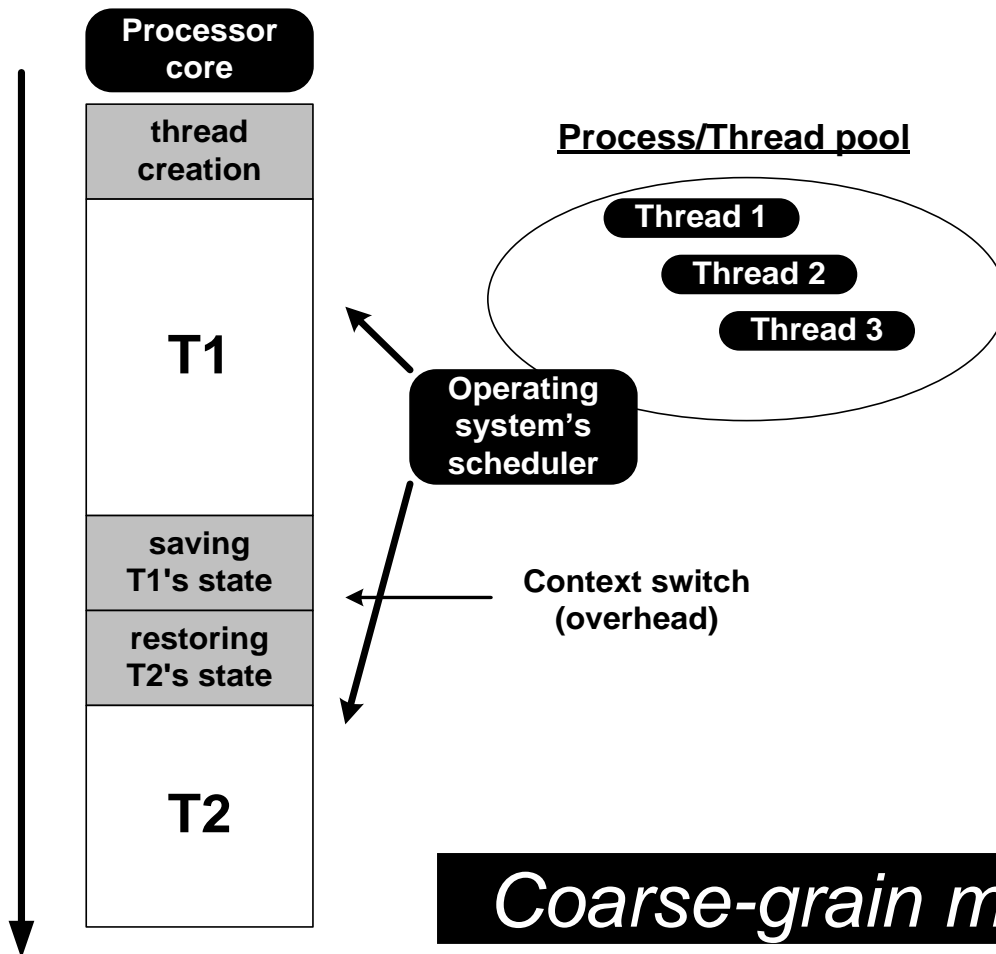 Processor
core
thread
creation
Process/Thread pool
Thread 1
Thread 2
Thread 3
T1
Operating
system's
scheduler
saving
T1's state
Context switch
(overhead)
restoring
T2's state
T2
Coarse-grain